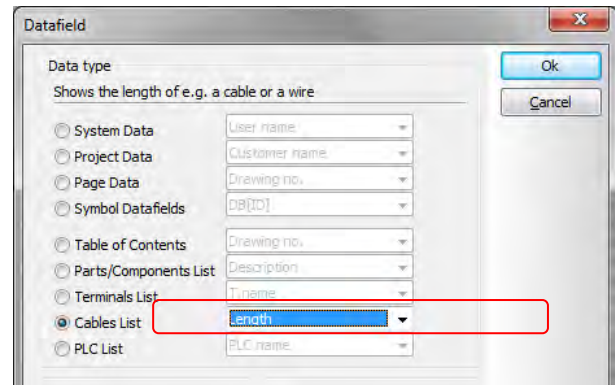 Datafield
Data type
Ok
Shows the length of e.g. a cable or a wire
Cancel
System Data User name
Project Data Customer name
Page Data Drawing no.
Symbol Datafields DB[ID]
Table of Contents Drawing no.
Parts/Components List Description
Terminals List T.name
Cables List Length
PLC List PLC name